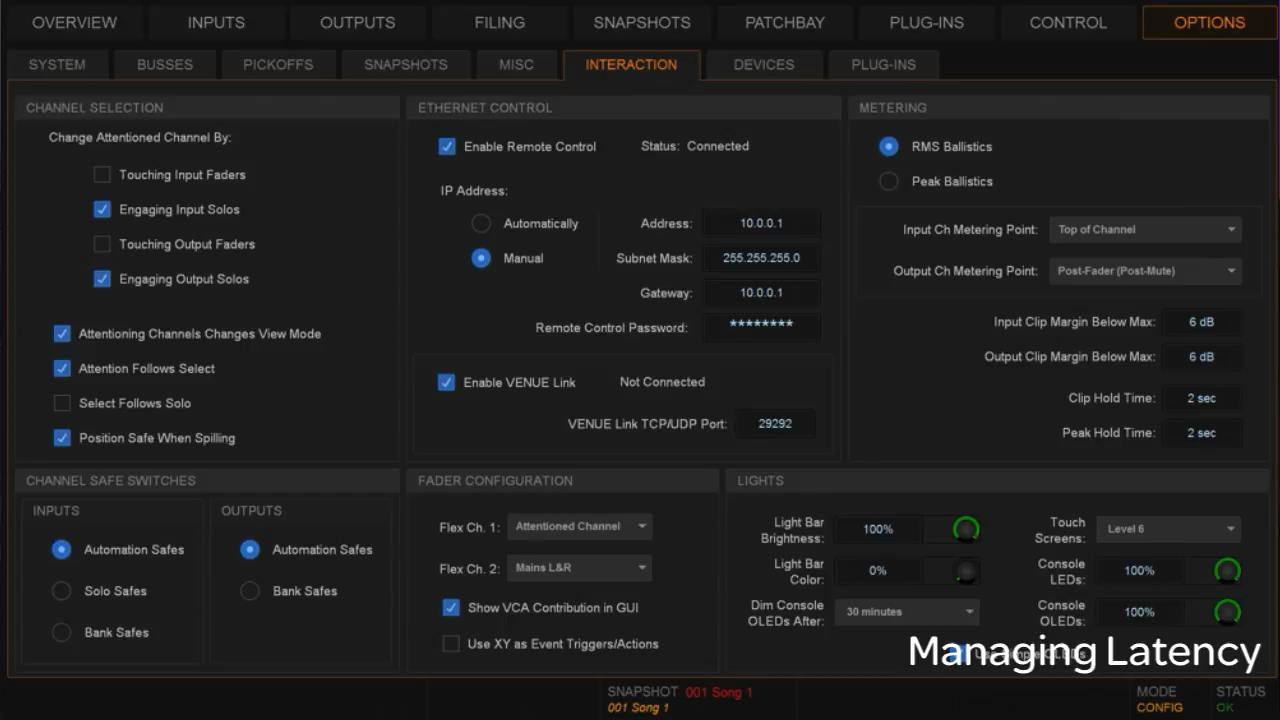 OVERVIEW INPUTS OUTPUTS FILING SNAPSHOTS PATCHBAY PLUG-INS CONTROL OPTIONS
SYSTEM BUSSES PICKOFFS SNAPSHOTS MISC INTERACTION DEVICES PLUG-INS
CHANNEL SELECTION
Change Attentioned Channel By:
Touching Input Faders
Engaging Input Solos
Touching Output Faders
Engaging Output Solos
Attentioning Channels Changes View Mode
Attention Follows Select
Select Follows Solo
Position Safe When Spilling
ETHERNET CONTROL
Enable Remote Control Status: Connected
IP Address:
Automatically Address: 10.0.0.1
Manual Subnet Mask: 255.255.255.0
Gateway: 10.0.0.1
Remote Control Password: ********
Enable VENUE Link Not Connected
VENUE Link TCP/UDP Port: 29292
METERING
RMS Ballistics
Peak Ballistics
Input Ch Metering Point: Top of Channel
Output Ch Metering Point: Post-Fader (Post-Mute)
Input Clip Margin Below Max: 6 dB
Output Clip Margin Below Max: 6 dB
Clip Hold Time: 2 sec
Peak Hold Time: 2 sec
CHANNEL SAFE SWITCHES
INPUTS
Automation Safes
Solo Safes
Bank Safes
OUTPUTS
Automation Safes
Bank Safes
FADER CONFIGURATION
Flex Ch. 1: Attentioned Channel
Flex Ch. 2: Mains L&R
Show VCA Contribution in GUI
Use XY as Event Triggers/Actions
LIGHTS
Light Bar
Brightness: 100%
Light Bar
Color: 0%
Dim Console
OLEDs After: 30 minutes
Touch
Screens: Level 6
Console
LEDs: 100%
Console
OLEDs: 100%
Managing Latency
SNAPSHOT 001 Song 1
001 Song 1
MODE
CONFIG
STATUS
OK